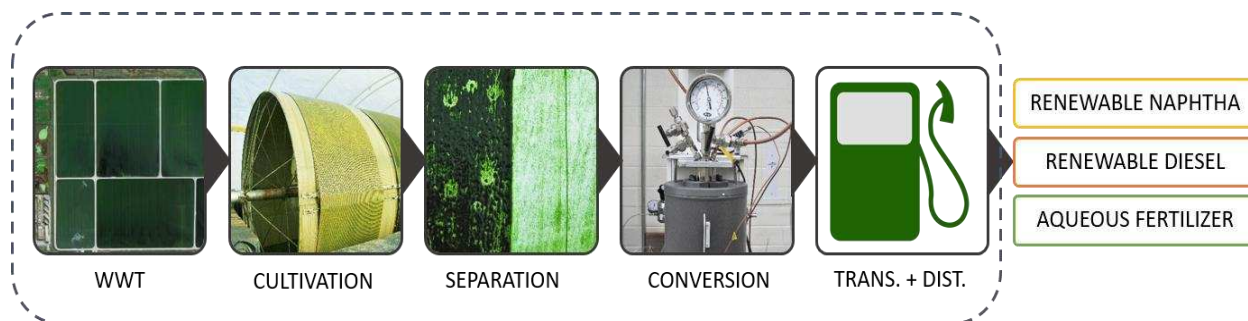 WWT
CULTIVATION
SEPARATION
CONVERSION
TRANS. + DIST.
RENEWABLE NAPHTHA
RENEWABLE DIESEL
AQUEOUS FERTILIZER